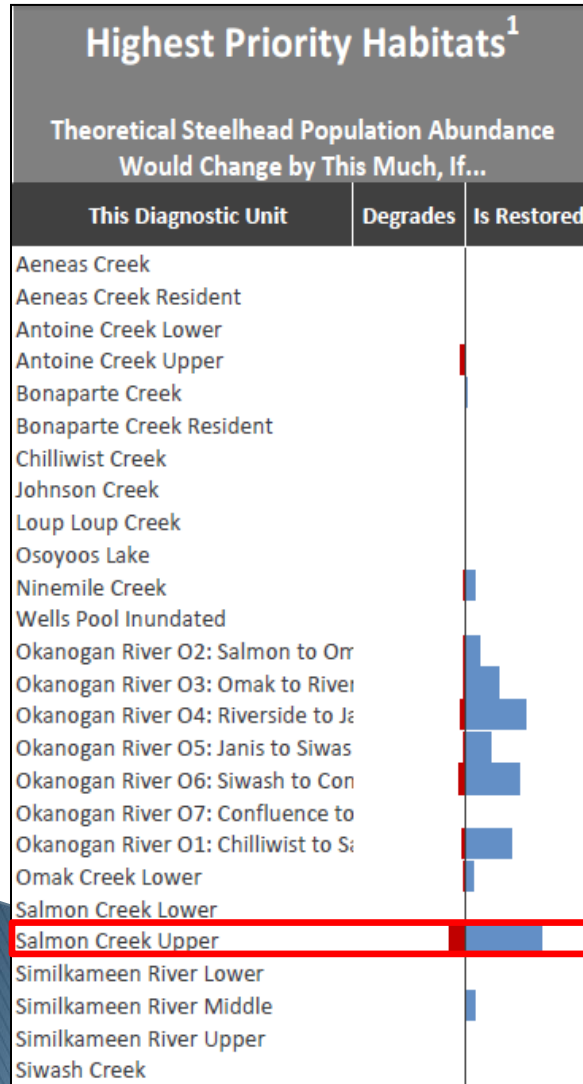 Highest Priority Habitats1
Theoretical Steelhead Population Abundance
Would Change by This Much, If...
This Diagnostic Unit Degrades Is Restored
Aeneas Creek
Aeneas Creek Resident
Antoine Creek Lower
Antoine Creek Upper
Bonaparte Creek
Bonaparte Creek Resident
Chilliwist Creek
Johnson Creek
Loup Loup Creek
Osoyoos Lake
Ninemile Creek
Wells Pool Inundated
Okanogan River O2: Salmon to Om
Okanogan River O3: Omak to River
Okanogan River O4: Riverside to Ja
Okanogan River O5: Janis to Siwas
Okanogan River O6: Siwash to Con
Okanogan River O7: Confluence to
Okanogan River O1: Chilliwist to Sa
Omak Creek Lower
Salmon Creek Lower
Salmon Creek Upper
Similkameen River Lower
Similkameen River Middle
Similkameen River Upper
Siwash Creek